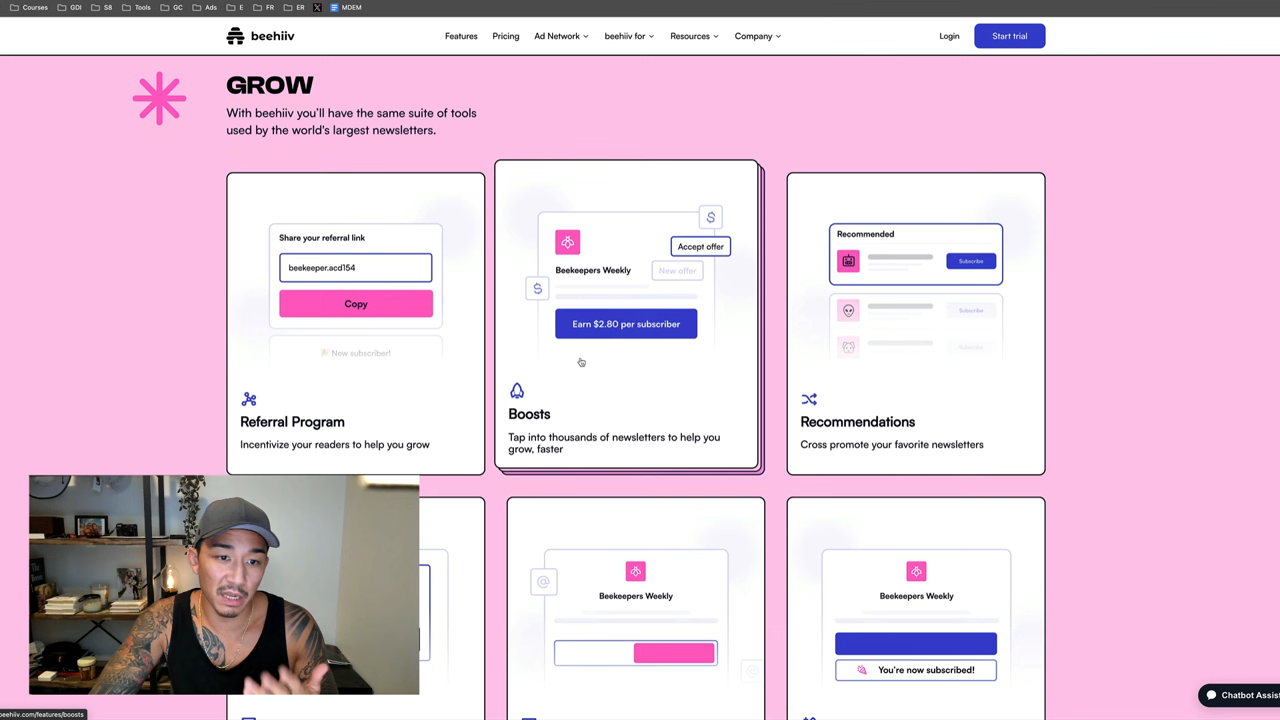 Courses
GDI
S8
Tools
GC
Ads
E
FR
ER
X
MDEM
beehiiv
Features
Pricing
Ad Network
beehiiv for
Resources
Company
Login
Start trial
GROW
With beehiiv you'll have the same suite of tools
used by the world's largest newsletters.
Share your referral link
beekeeper.acd154
Copy
New subscriber!
Referral Program
Incentivize your readers to help you grow
$
Accept offer
Beekeepers Weekly
New offer
$
Earn $2.80 per subscriber
Boosts
Tap into thousands of newsletters to help you
grow, faster
Recommended
Subscribe
Subscribe
Subscribe
Recommendations
Cross promote your favorite newsletters
@
Beekeepers Weekly
@
Beekeepers Weekly
You're now subscribed!
Chatbot Assis
beehiiv.com/features/boosts